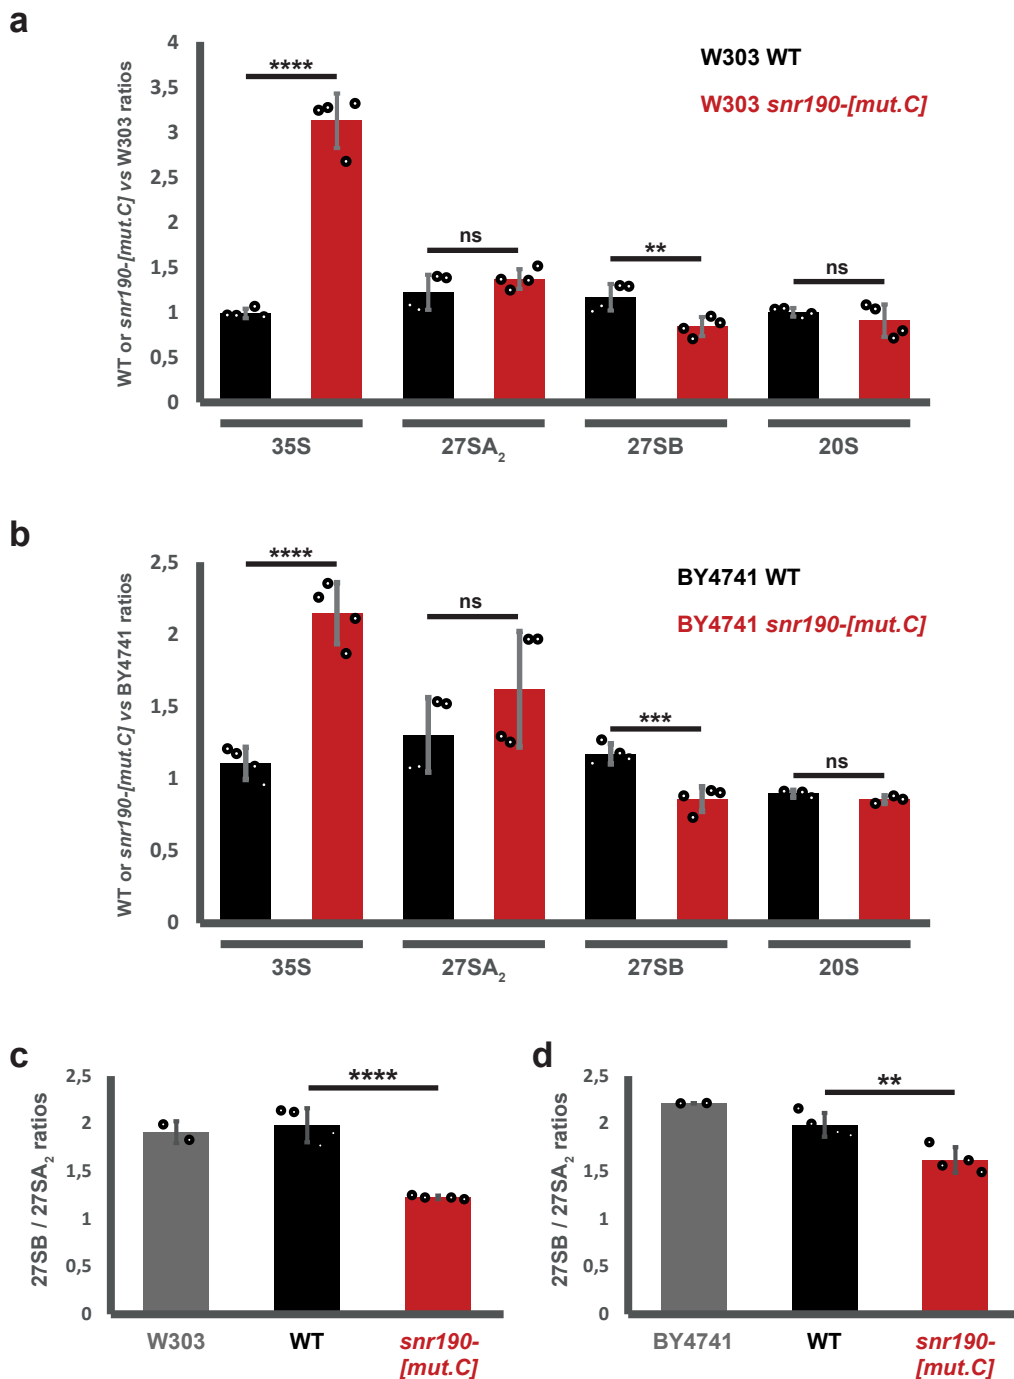 a
WT or snr190-[mut.C] vs W303 ratios
4
3,5
3
2,5
2
1,5
1
0,5
0
W303 WT
W303 snr190-[mut.C]
****
ns
**
ns
35S
27SA2
27SB
20S
b
WT or snr190-[mut.C] vs BY4741 ratios
2,5
2
1,5
1
0,5
0
BY4741 WT
BY4741 snr190-[mut.C]
****
ns
***
ns
35S
27SA2
27SB
20S
c
27SB / 27SA2 ratios
2,5
2
1,5
1
0,5
0
****
W303
WT
snr190-
[mut.C]
d
27SB / 27SA2 ratios
2,5
2
1,5
1
0,5
0
**
BY4741
WT
snr190-
[mut.C]